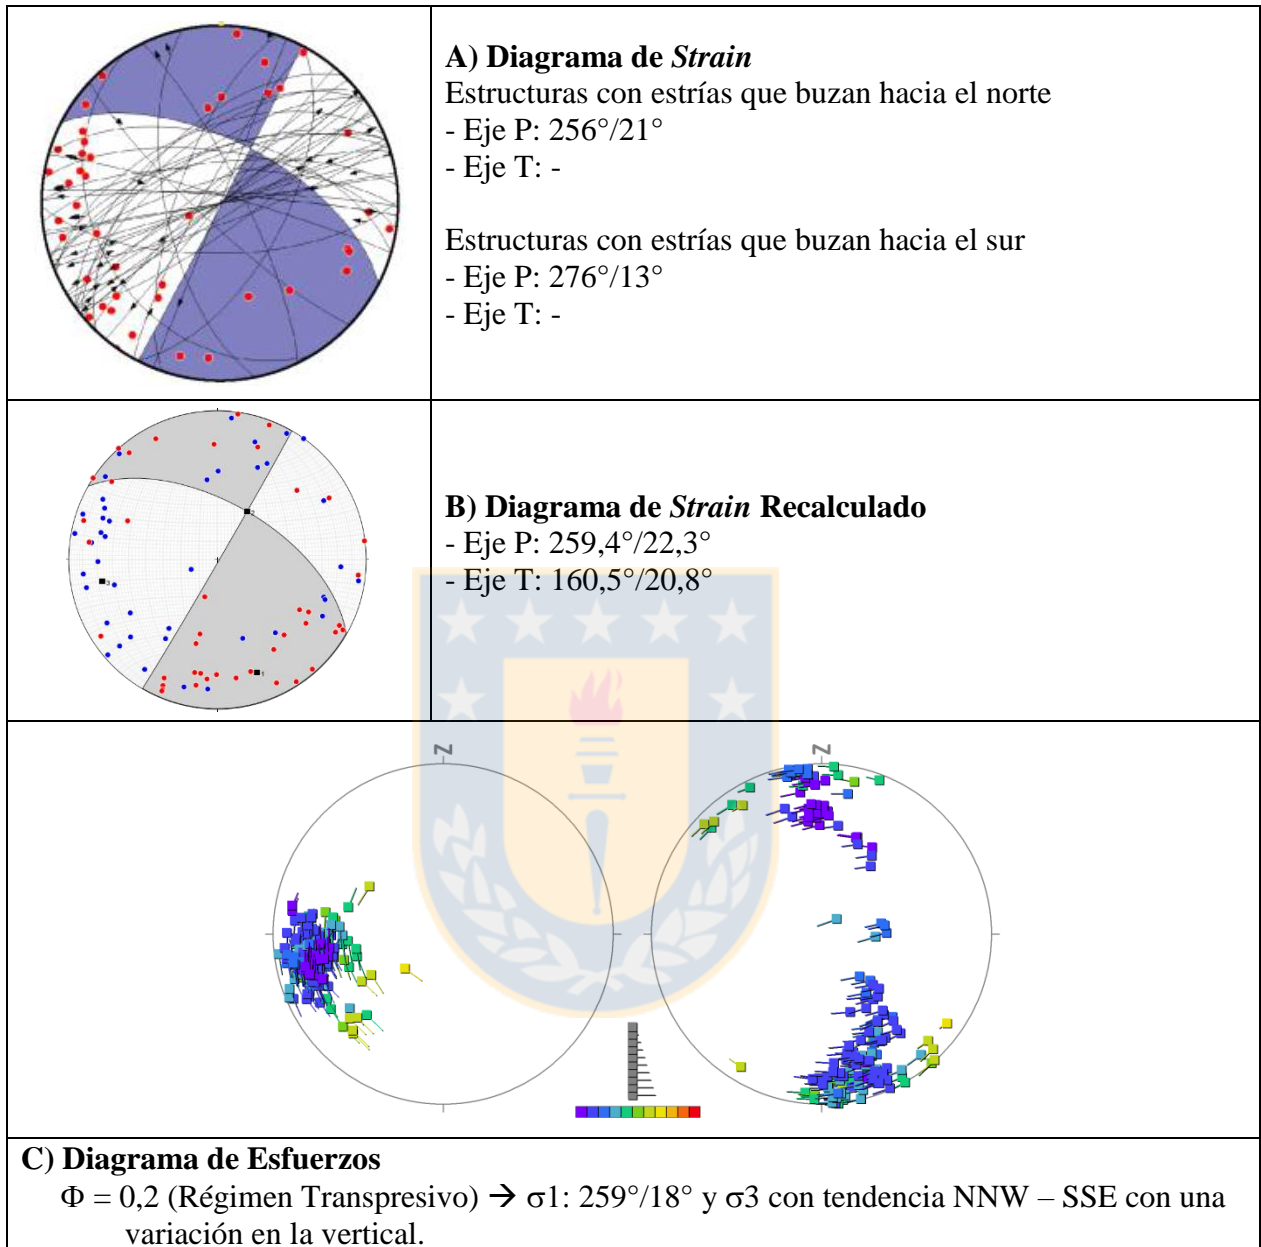 A) Diagrama de Strain
Estructuras con estrías que buzan hacia el norte
- Eje P: 256°/21°
- Eje T: -
Estructuras con estrías que buzan hacia el sur
- Eje P: 276°/13°
- Eje T: -
2
3
1
B) Diagrama de Strain Recalculado
- Eje P: 259,4°/22,3°
- Eje T: 160,5°/20,8°
N
N
C) Diagrama de Esfuerzos
Φ = 0,2 (Régimen Transpresivo) → σ1: 259°/18° y σ3 con tendencia NNW – SSE con una
variación en la vertical.